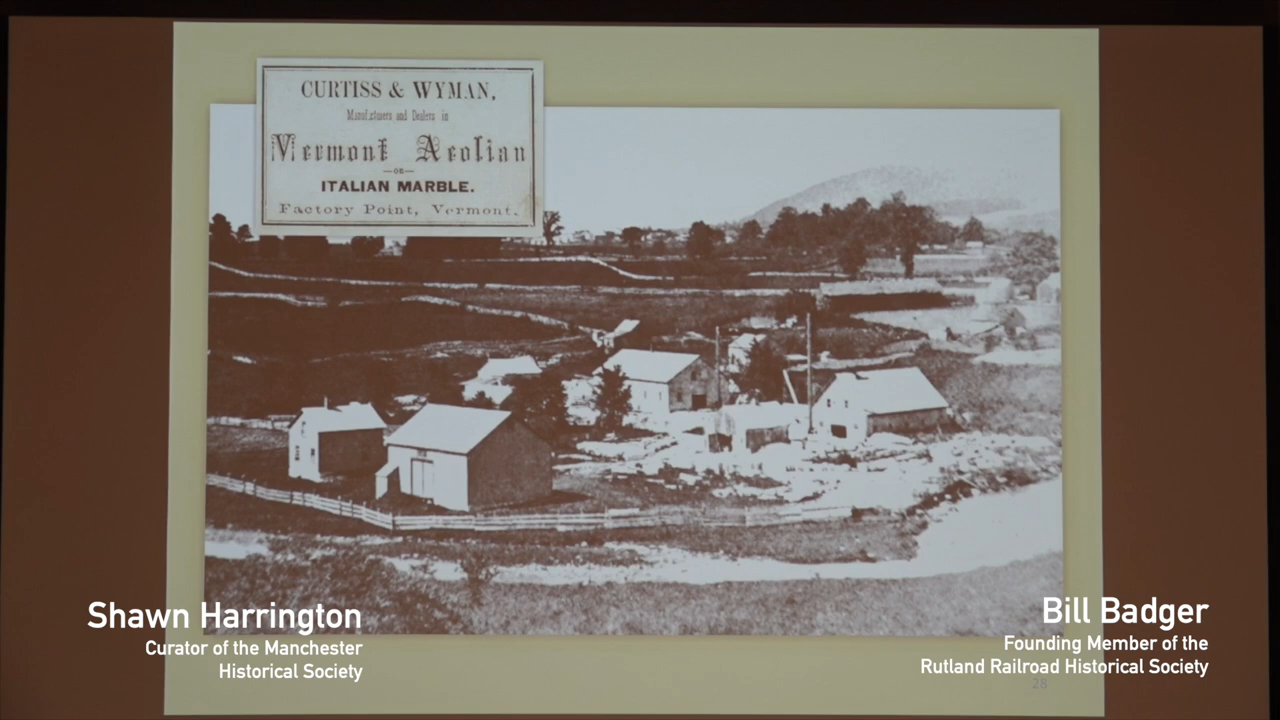 CURTISS & WYMAN,
Manufacturers and Dealers in
Vermont Aeolian
—OR—
ITALIAN MARBLE.
Factory Point, Vermont.
Shawn Harrington
Curator of the Manchester
Historical Society
Bill Badger
Founding Member of the
Rutland Railroad Historical Society
28